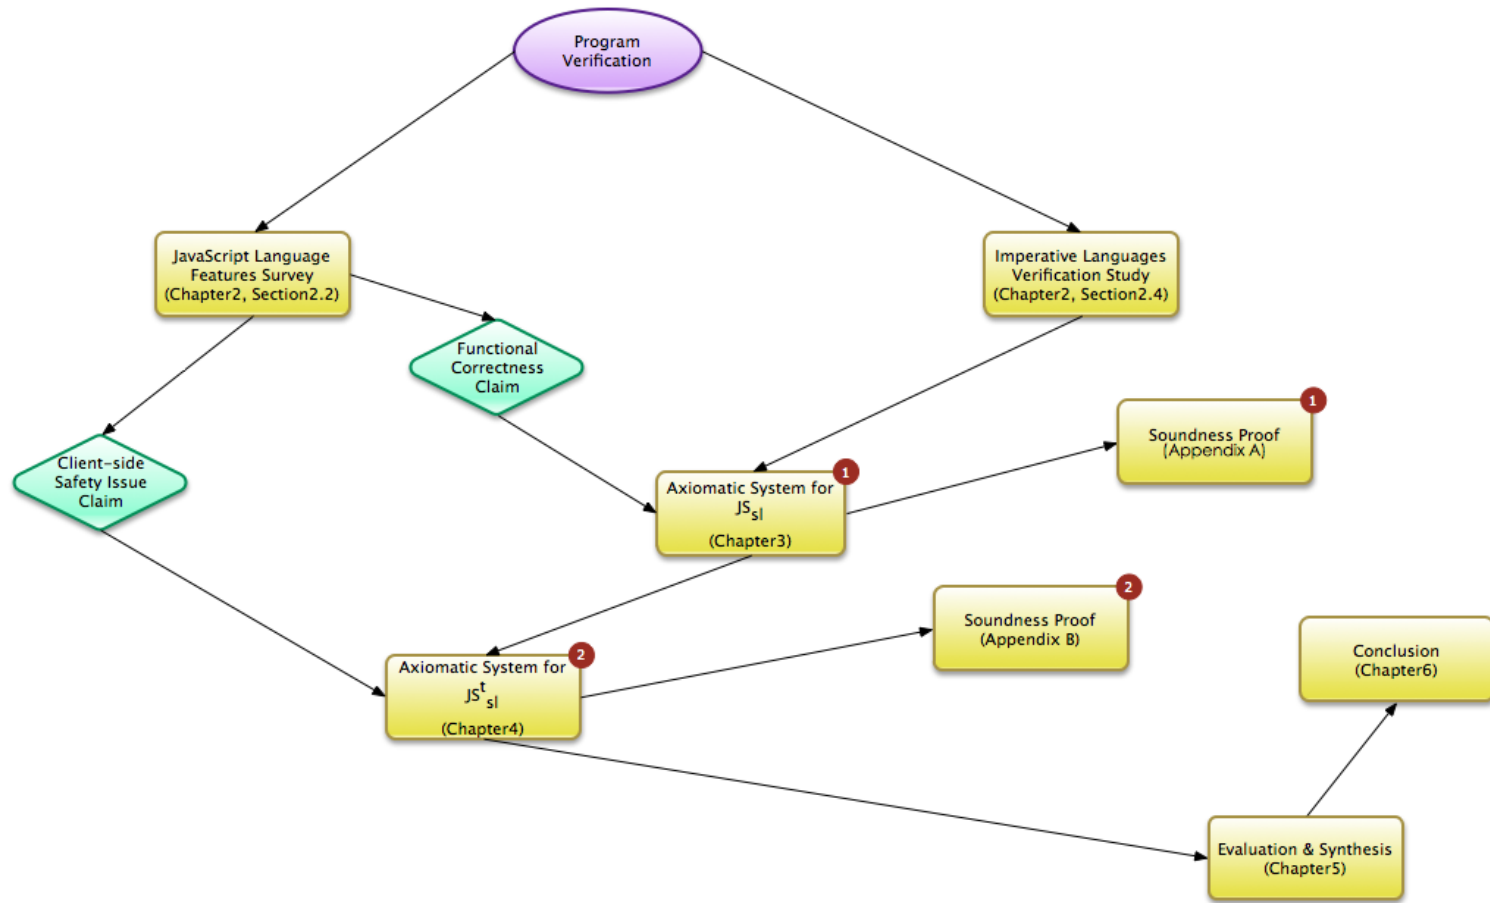 Program
Verification
JavaScript Language
Features Survey
(Chapter2, Section2.2)
Imperative Languages
Verification Study
(Chapter2, Section2.4)
Functional
Correctness
Claim
1
Soundness Proof
(Appendix A)
Client-side
Safety Issue
Claim
1
Axiomatic System for
JSsl
(Chapter3)
2
Soundness Proof
(Appendix B)
Conclusion
(Chapter6)
2
Axiomatic System for
JStsl
(Chapter4)
Evaluation & Synthesis
(Chapter5)